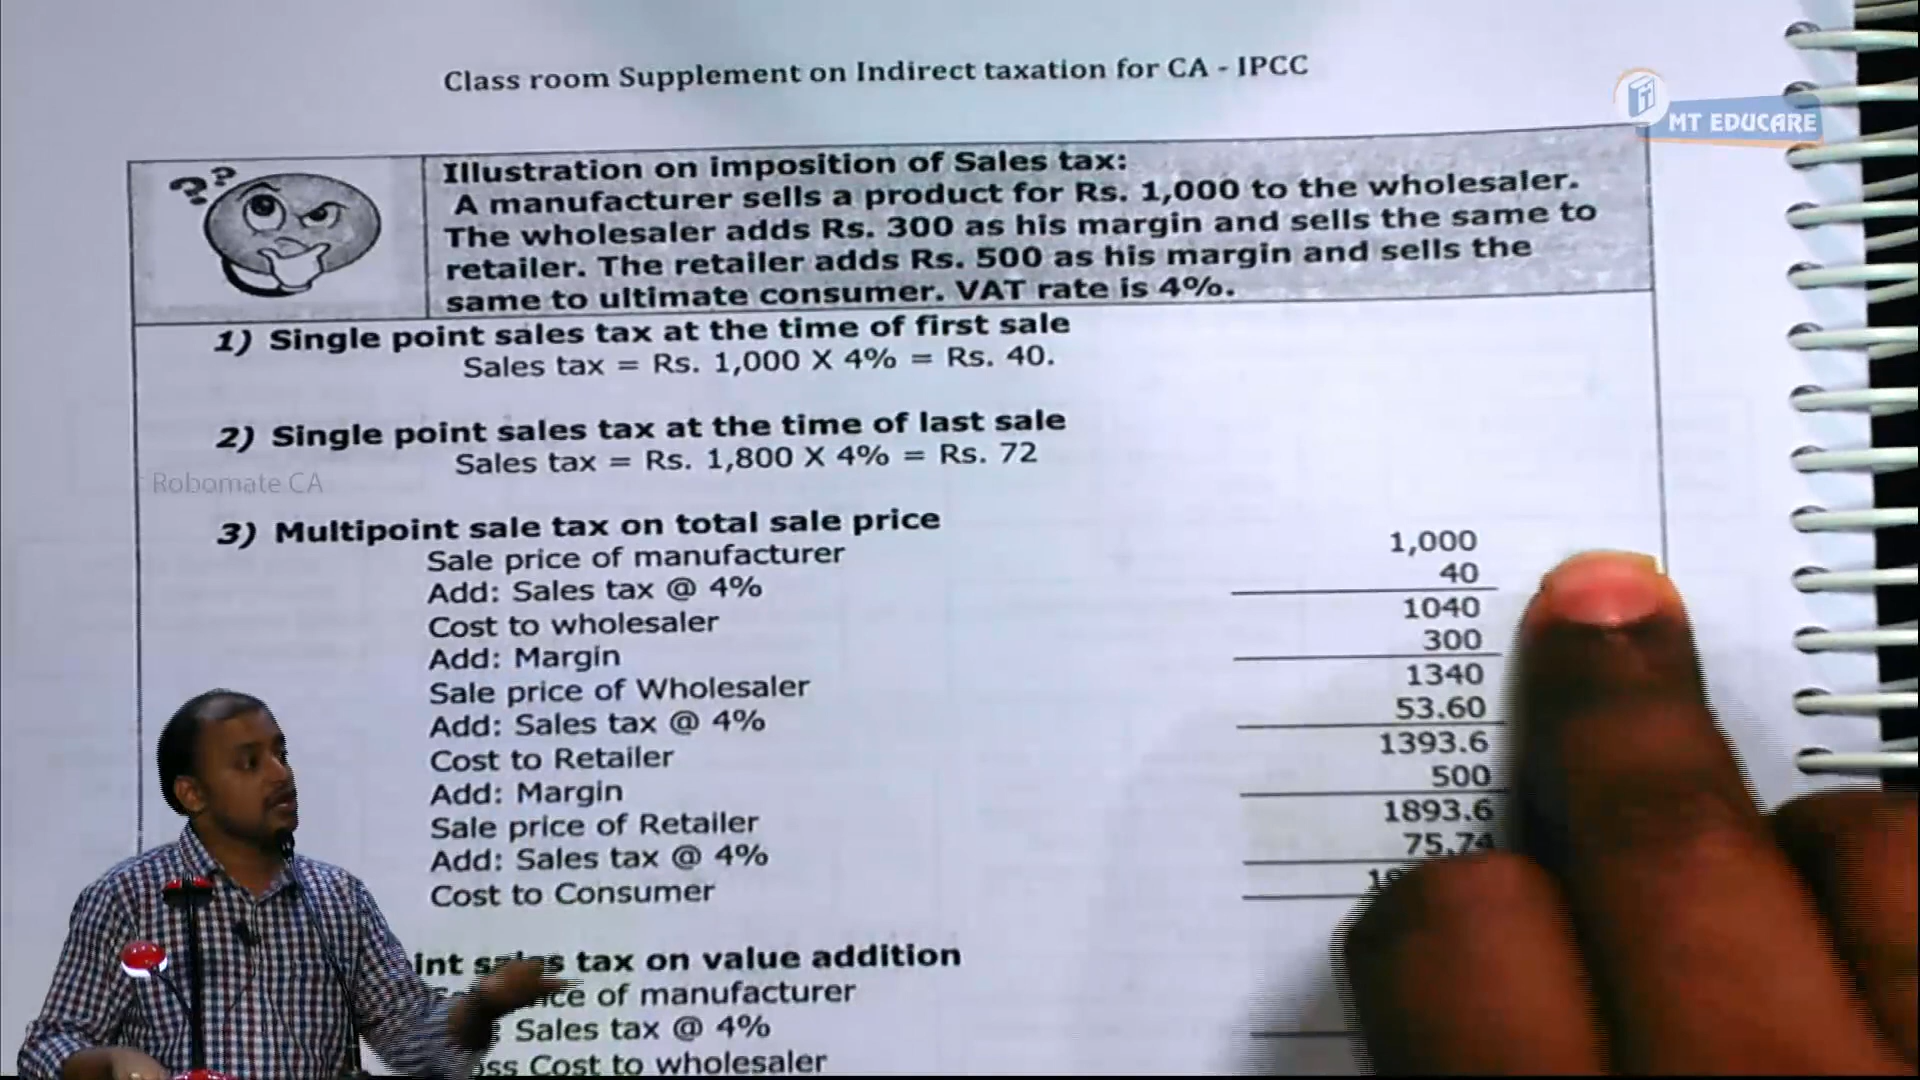 Class room Supplement on Indirect taxation for CA - IPCC
MT EDUCARE
??
Illustration on imposition of Sales tax:
A manufacturer sells a product for Rs. 1,000 to the wholesaler.
The wholesaler adds Rs. 300 as his margin and sells the same to
retailer. The retailer adds Rs. 500 as his margin and sells the
same to ultimate consumer. VAT rate is 4%.
1) Single point sales tax at the time of first sale
Sales tax = Rs. 1,000 X 4% = Rs. 40.
2) Single point sales tax at the time of last sale
Sales tax = Rs. 1,800 X 4% = Rs. 72
Robomate CA
3) Multipoint sale tax on total sale price
Sale price of manufacturer 1,000
Add: Sales tax @ 4% 40
Cost to wholesaler 1040
Add: Margin 300
Sale price of Wholesaler 1340
Add: Sales tax @ 4% 53.60
Cost to Retailer 1393.6
Add: Margin 500
Sale price of Retailer 1893.6
Add: Sales tax @ 4% 75.74
Cost to Consumer
tax on value addition
of manufacturer
Sales tax @ 4%
Cost to wholesaler